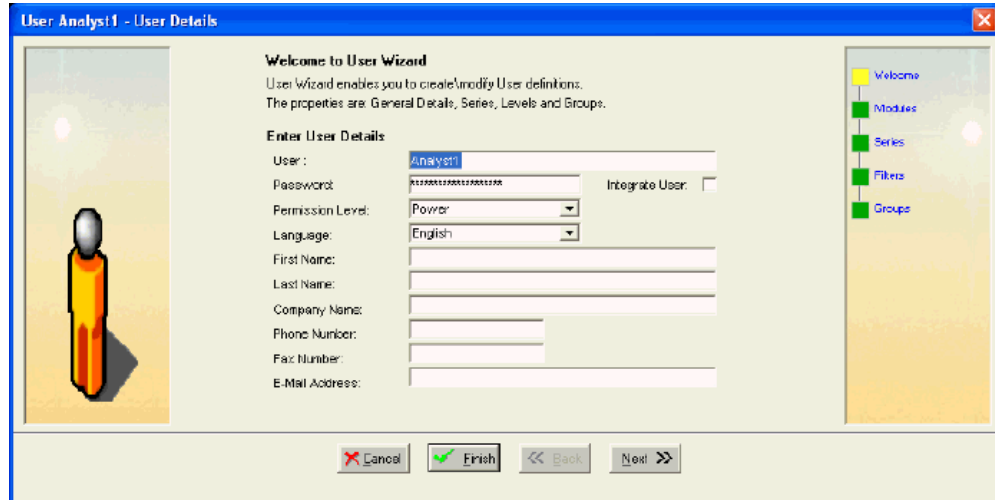 User Analyst1 - User Details
Welcome to User Wizard
User Wizard enables you to create\modify User definitions.
The properties are: General Details, Series, Levels and Groups.
Enter User Details
User :
Analyst1
Password:
********************
Integrate User:
Permission Level:
Power
Language:
English
First Name:
Last Name:
Company Name:
Phone Number:
Fax Number:
E-Mail Address:
Welcome
Modules
Series
Filters
Groups
Cancel
Finish
Back
Next